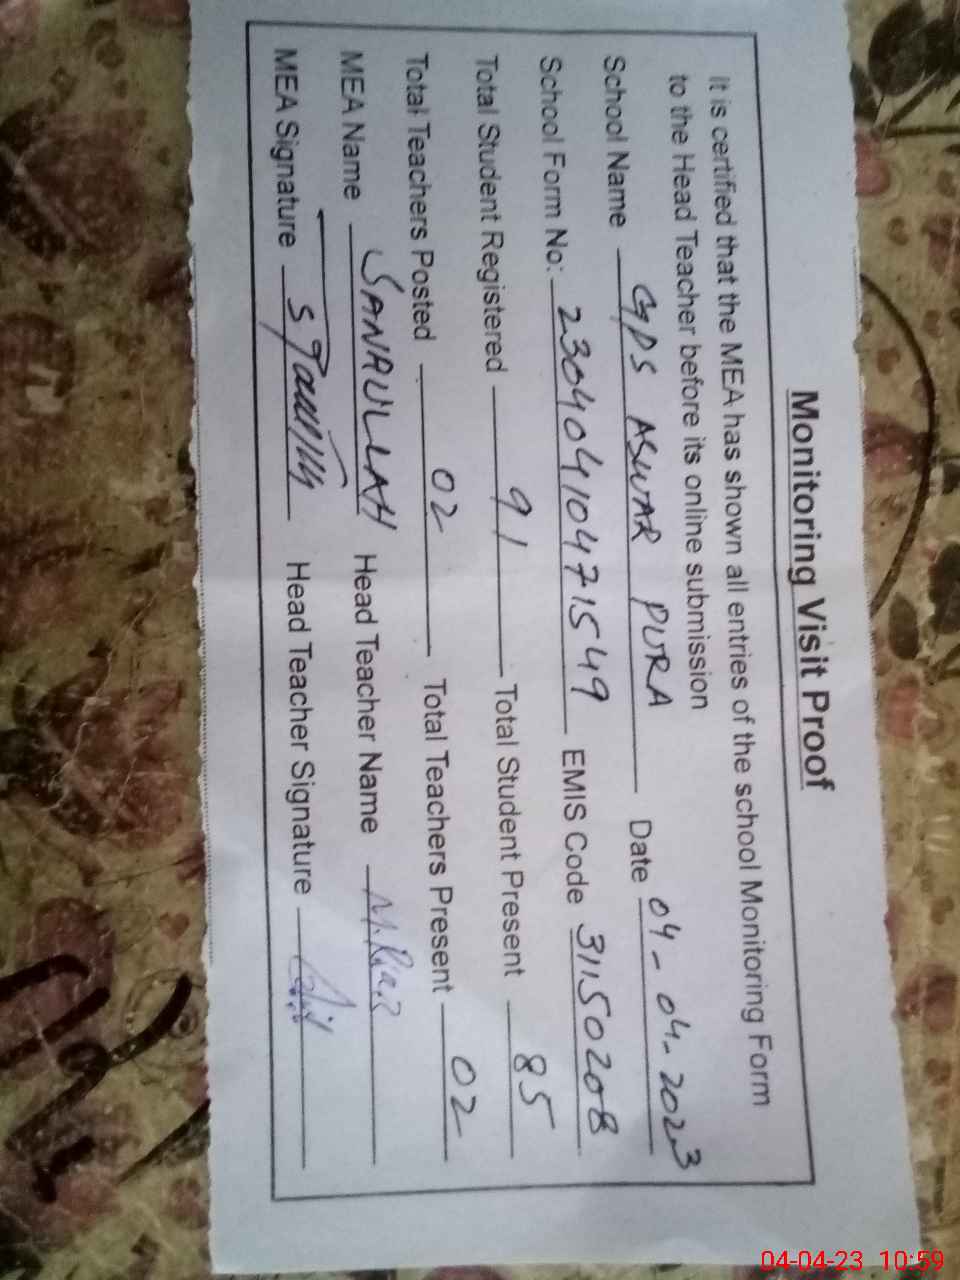 Monitoring Visit Proof
It is certified that the MEA has shown all entries of the school Monitoring Form
to the Head Teacher before its online submission
School Name GPS ASWAR PURA Date 04-04-2023
School Form No: 23040410471549 EMIS Code 31150208
Total Student Registered 91 Total Student Present 85
Total Teachers Posted 02 Total Teachers Present 02
MEA Name SANAULLAH Head Teacher Name M. Riaz
MEA Signature Head Teacher Signature
04-04-23 10:59